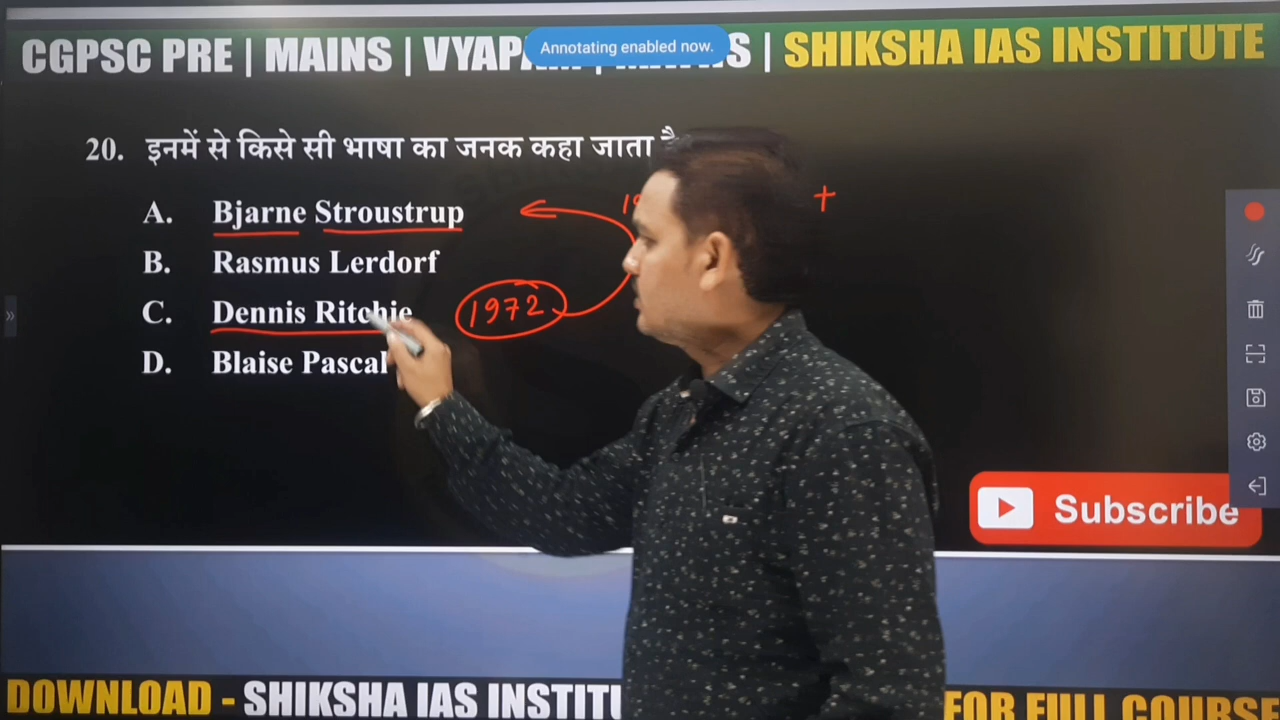 CGPSC PRE | MAINS | VYAP S | SHIKSHA IAS INSTITUTE
Annotating enabled now.
20. इनमें से किसे सी भाषा का जनक कहा जाता है
A. Bjarne Stroustrup
B. Rasmus Lerdorf
C. Dennis Ritchie
1972
D. Blaise Pascal
+
Subscribe
DOWNLOAD - SHIKSHA IAS FOR FULL COURSE